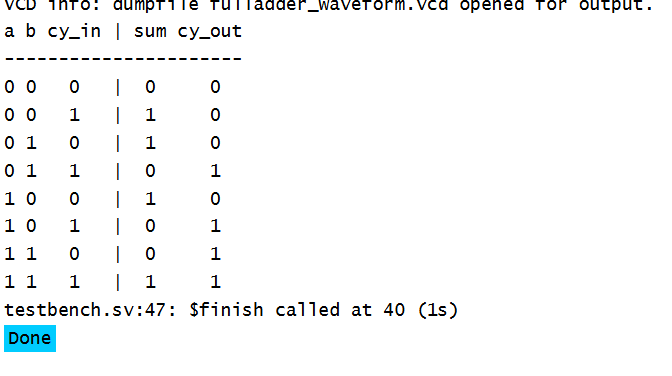 VCD info: dumpfile fulladder_waveform.vcd opened for output.
a b cy_in | sum cy_out
----------------------
0 0   0   |  0     0
0 0   1   |  1     0
0 1   0   |  1     0
0 1   1   |  0     1
1 0   0   |  1     0
1 0   1   |  0     1
1 1   0   |  0     1
1 1   1   |  1     1
testbench.sv:47: $finish called at 40 (1s)
Done